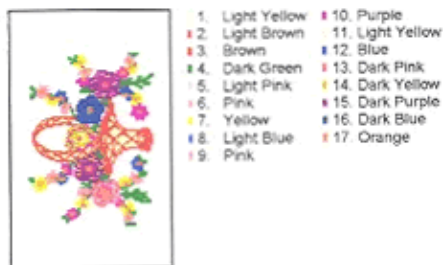 1. Light Yellow
2. Light Brown
3. Brown
4. Dark Green
5. Light Pink
6. Pink
7. Yellow
8. Light Blue
9. Pink
10. Purple
11. Light Yellow
12. Blue
13. Dark Pink
14. Dark Yellow
15. Dark Purple
16. Dark Blue
17. Orange